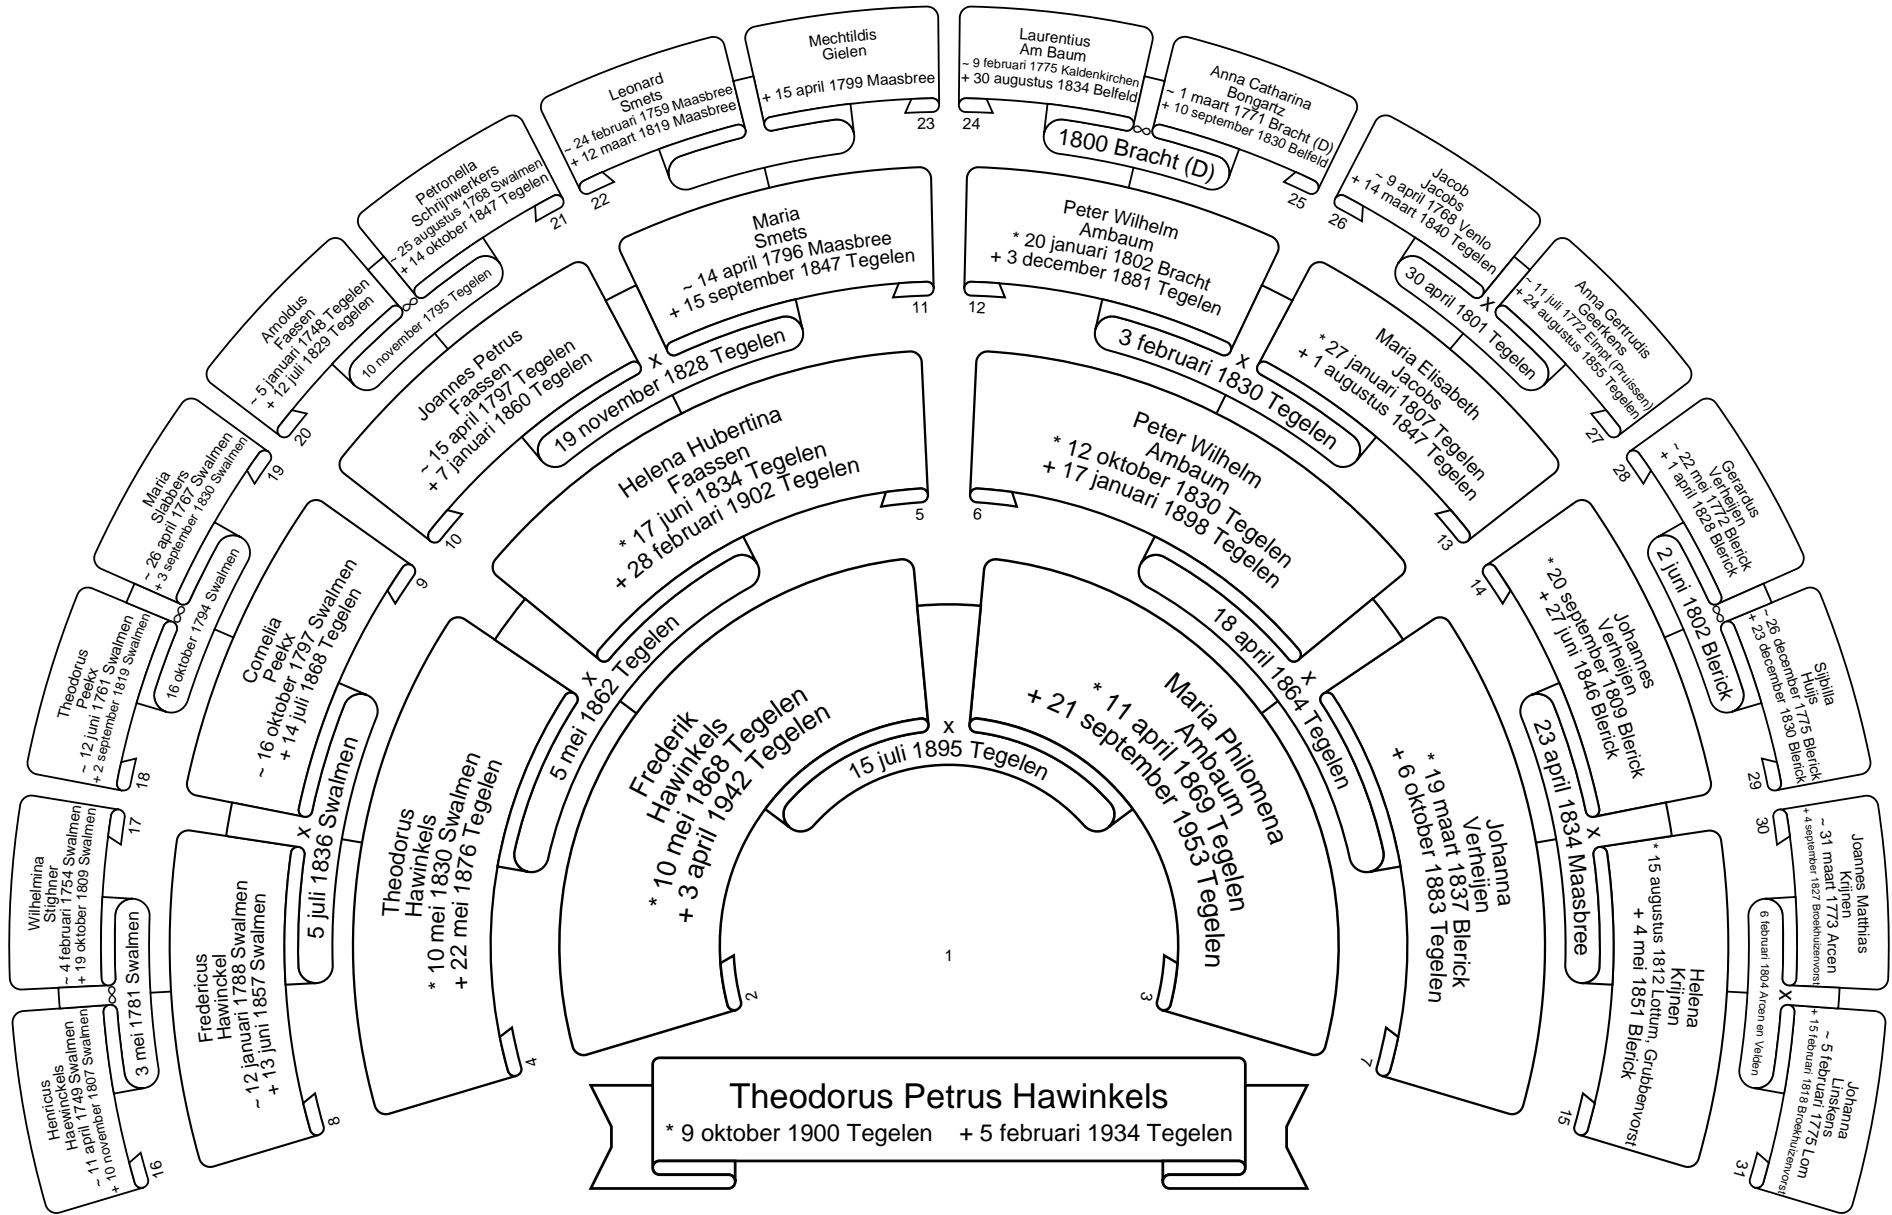 Theodorus Petrus Hawinkels
* 9 oktober 1900 Tegelen + 5 februari 1934 Tegelen
1
Frederik
Hawinkels
* 10 mei 1868 Tegelen
+ 3 april 1942 Tegelen
2
x
15 juli 1895 Tegelen
Maria Philomena
Ambaum
* 11 april 1869 Tegelen
+ 21 september 1953 Tegelen
3
Theodorus
Hawinkels
* 10 mei 1830 Swalmen
+ 22 mei 1876 Tegelen
4
x
5 mei 1862 Tegelen
Helena Hubertina
Faassen
* 17 juni 1834 Tegelen
+ 28 februari 1902 Tegelen
5
Peter Wilhelm
Ambaum
* 12 oktober 1830 Tegelen
+ 17 januari 1898 Tegelen
6
x
18 april 1864 Tegelen
Johanna
Verheijen
* 19 maart 1837 Blerick
+ 6 oktober 1883 Tegelen
7
Fredericus
Hawinckel
~ 12 januari 1788 Swalmen
+ 13 juni 1857 Swalmen
8
x
5 juli 1836 Swalmen
Cornelia
Peekx
~ 16 oktober 1797 Swalmen
+ 14 juli 1868 Tegelen
9
Joannes Petrus
Faassen
~ 15 april 1797 Tegelen
+ 7 januari 1860 Tegelen
10
x
19 november 1828 Tegelen
Maria
Smets
~ 14 april 1796 Maasbree
+ 15 september 1847 Tegelen
11
Peter Wilhelm
Ambaum
* 20 januari 1802 Bracht
+ 3 december 1881 Tegelen
12
x
3 februari 1830 Tegelen
Maria Elisabeth
Jacobs
* 27 januari 1807 Tegelen
+ 1 augustus 1847 Tegelen
13
Johannes
Verheijen
* 20 september 1809 Blerick
+ 27 juni 1846 Blerick
14
x
23 april 1834 Maasbree
Helena
Krijnen
* 15 augustus 1812 Lottum, Grubbenvorst
+ 4 mei 1851 Blerick
15
Henricus
Haewinckels
~ 11 april 1749 Swalmen
+ 10 november 1807 Swalmen
16
∞
3 mei 1781 Swalmen
Wilhelmina
Stighner
~ 4 februari 1754 Swalmen
+ 19 oktober 1809 Swalmen
17
Theodorus
Peekx
~ 12 juni 1761 Swalmen
+ 2 september 1819 Swalmen
18
∞
16 oktober 1794 Swalmen
Maria
Slabbers
~ 26 april 1767 Swalmen
+ 3 september 1830 Swalmen
19
Arnoldus
Faesen
~ 5 januari 1748 Tegelen
+ 12 juli 1829 Tegelen
20
∞
10 november 1795 Tegelen
Petronella
Schrijnwerkers
~ 25 augustus 1768 Swalmen
+ 14 oktober 1847 Tegelen
21
Leonard
Smets
~ 24 februari 1759 Maasbree
+ 12 maart 1819 Maasbree
22
Mechtildis
Gielen
+ 15 april 1799 Maasbree
23
Laurentius
Am Baum
~ 9 februari 1775 Kaldenkirchen
+ 30 augustus 1834 Belfeld
24
∞
1800 Bracht (D)
Anna Catharina
Bongartz
~ 1 maart 1771 Bracht (D)
+ 10 september 1830 Belfeld
25
Jacob
Jacobs
~ 9 april 1768 Venlo
+ 14 maart 1840 Tegelen
26
x
30 april 1801 Tegelen
Anna Gertrudis
Geerkens
~ 11 juli 1772 Elmpt (Pruissen)
+ 24 augustus 1855 Tegelen
27
Gerardus
Verheijen
~ 22 mei 1772 Blerick
+ 1 april 1828 Blerick
28
∞
2 juni 1802 Blerick
Sijbilla
Huijs
~ 26 december 1775 Blerick
+ 23 december 1830 Blerick
29
Joannes Matthias
Krijnen
~ 31 maart 1773 Arcen
+ 4 september 1827 Broekhuizenvorst
30
x
6 februari 1804 Arcen en Velden
Johanna
Linskens
~ 5 februari 1775 Lom
+ 15 februari 1818 Broekhuizenvorst
31